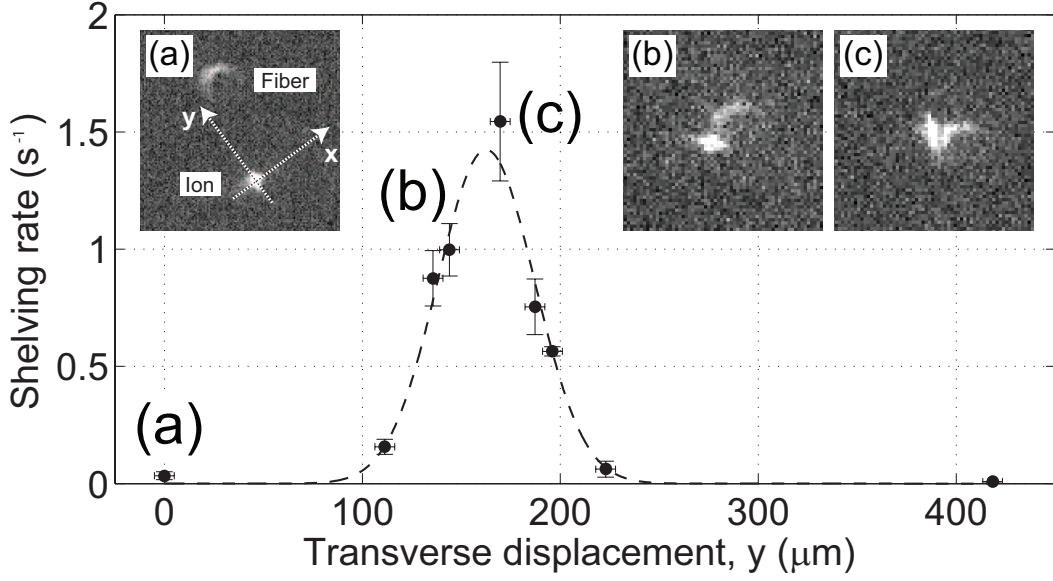 2
1.5
1
0.5
0
0
100
200
300
400
Shelving rate (s⁻¹)
Transverse displacement, y (μm)
(a)
Fiber
y
x
Ion
(b)
(c)
(a)
(b)
(c)